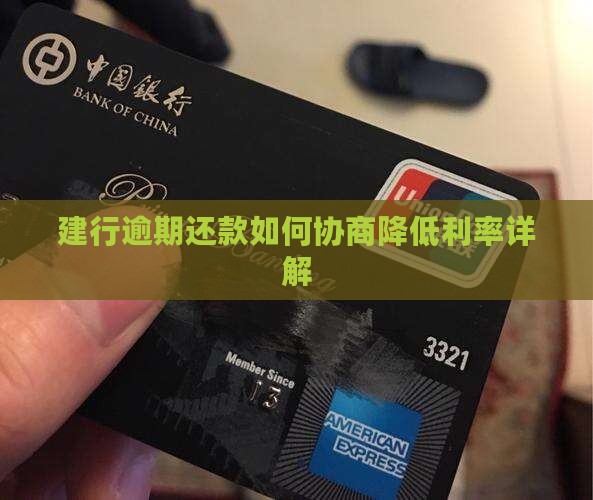 中国银行
BANK OF CHINA
建行逾期还款如何协商降低利率详
解
3321
Member Since
13
AMERICAN
EXPRESS